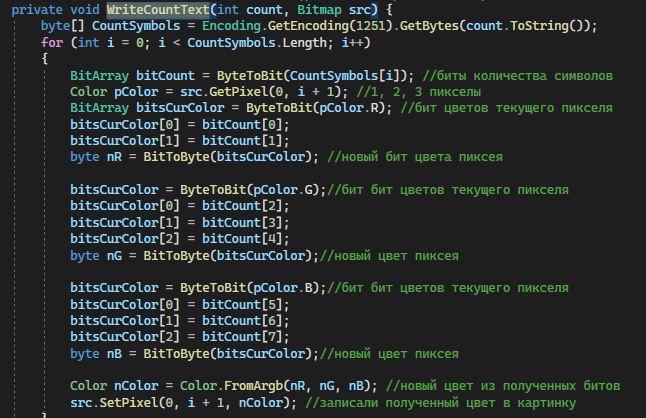 private void WriteCountText(int count, Bitmap src) {
byte[] CountSymbols = Encoding.GetEncoding(1251).GetBytes(count.ToString());
for (int i = 0; i < CountSymbols.Length; i++)
{
BitArray bitCount = ByteToBit(CountSymbols[i]); //биты количества символов
Color pColor = src.GetPixel(0, i + 1); //1, 2, 3 пикселы
BitArray bitsCurColor = ByteToBit(pColor.R); //бит цветов текущего пикселя
bitsCurColor[0] = bitCount[0];
bitsCurColor[1] = bitCount[1];
byte nR = BitToByte(bitsCurColor); //новый бит цвета пиксея
bitsCurColor = ByteToBit(pColor.G);//бит бит цветов текущего пикселя
bitsCurColor[0] = bitCount[2];
bitsCurColor[1] = bitCount[3];
bitsCurColor[2] = bitCount[4];
byte nG = BitToByte(bitsCurColor);//новый цвет пиксея
bitsCurColor = ByteToBit(pColor.B);//бит бит цветов текущего пикселя
bitsCurColor[0] = bitCount[5];
bitsCurColor[1] = bitCount[6];
bitsCurColor[2] = bitCount[7];
byte nB = BitToByte(bitsCurColor);//новый цвет пиксея
Color nColor = Color.FromArgb(nR, nG, nB); //новый цвет из полученных битов
src.SetPixel(0, i + 1, nColor); //записали полученный цвет в картинку
}